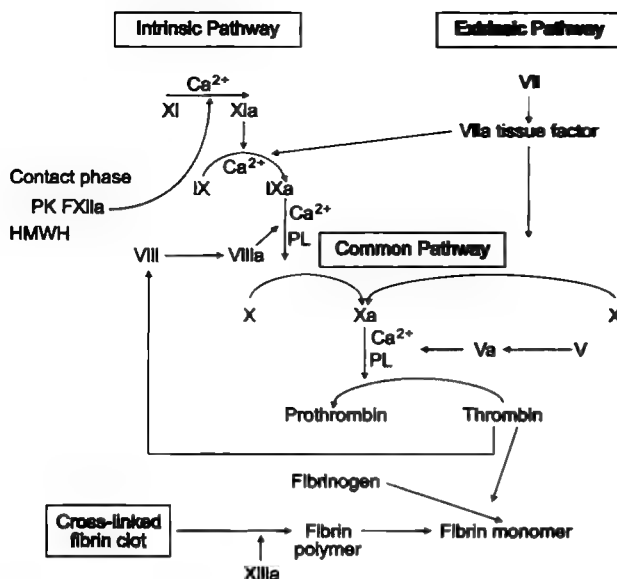 Intrinsic Pathway
Extrinsic Pathway
Ca²⁺
XI
XIa
VII
VIIa tissue factor
Ca²⁺
IX
IXa
Contact phase
PK FXIIa
HMWH
Ca²⁺
PL
VIII
VIIIa
Common Pathway
X
Xa
X
Ca²⁺
PL
Va
V
Prothrombin
Thrombin
Fibrinogen
Cross-linked
fibrin clot
Fibrin
polymer
Fibrin monomer
XIIIa